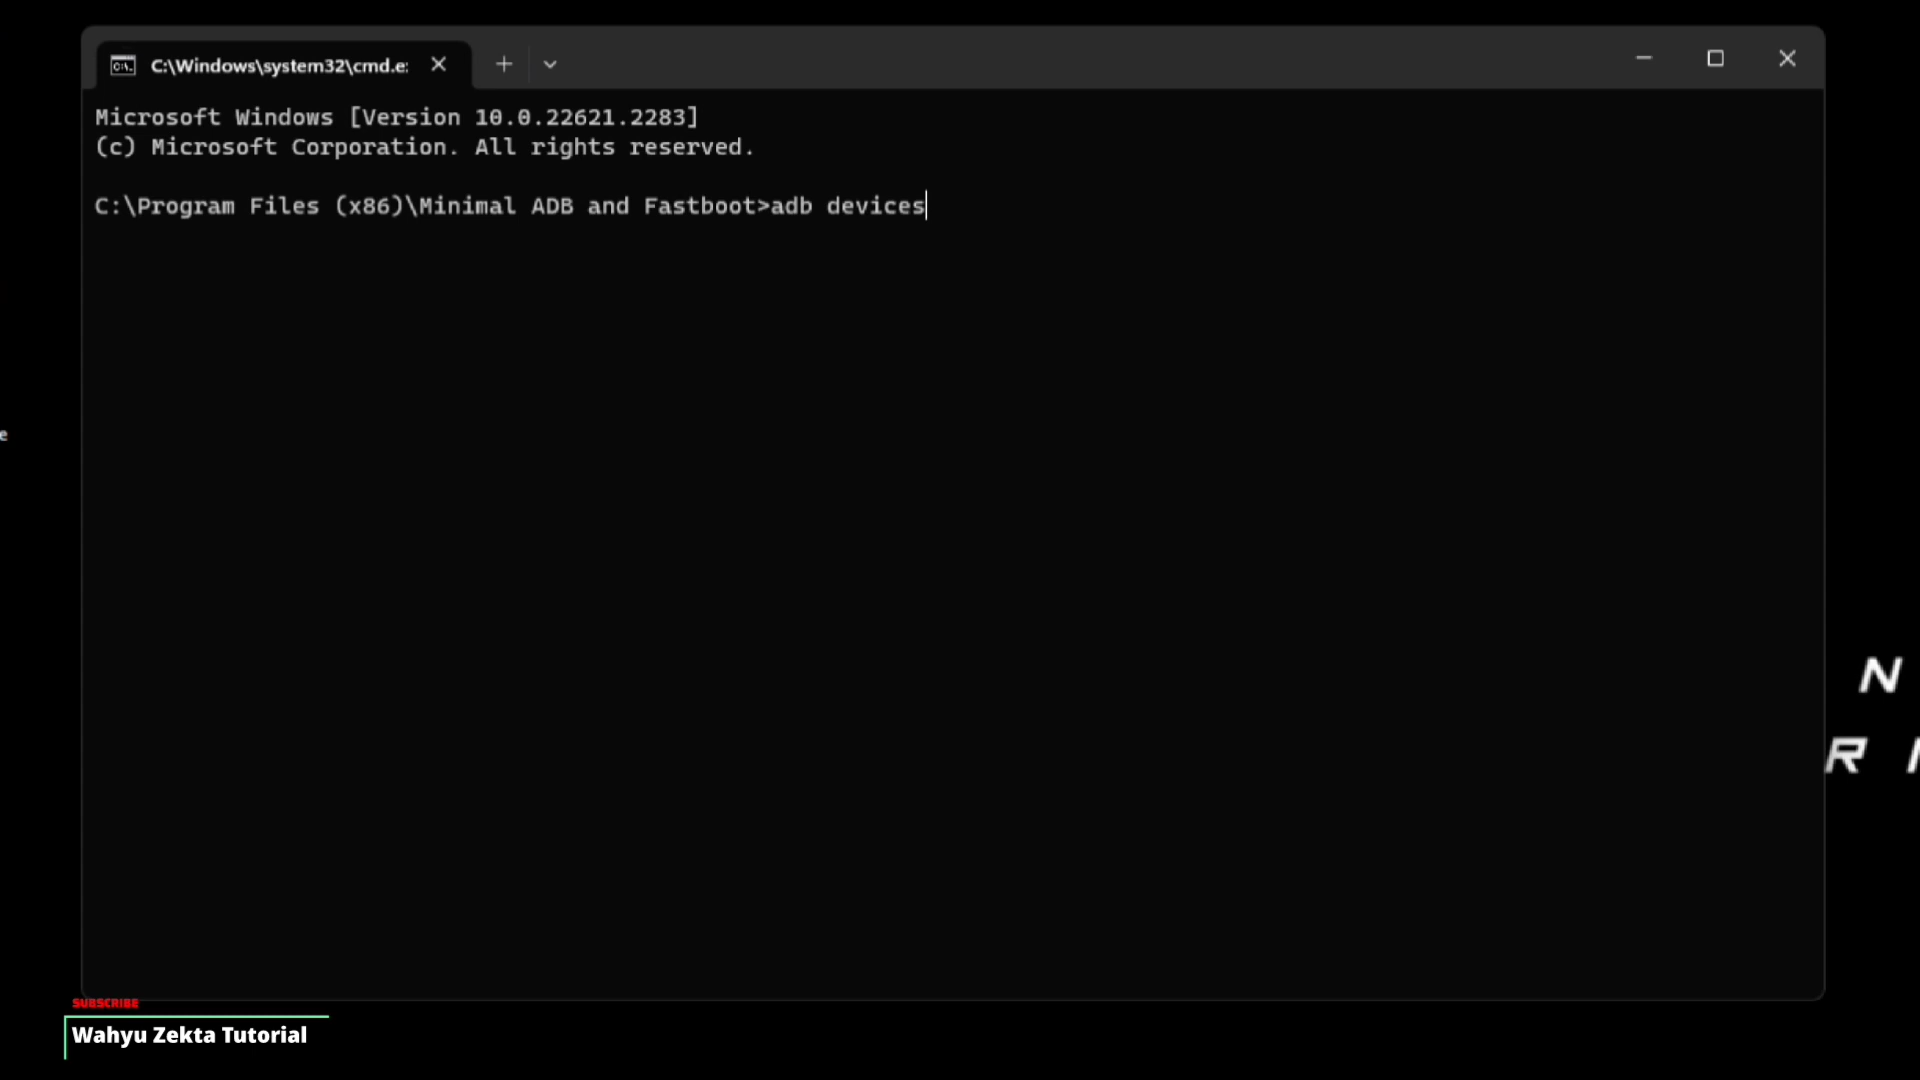 C:\Windows\system32\cmd.e:
Microsoft Windows [Version 10.0.22621.2283]
(c) Microsoft Corporation. All rights reserved.
C:\Program Files (x86)\Minimal ADB and Fastboot>adb devices
e
N
R
SUBSCRIBE
Wahyu Zekta Tutorial